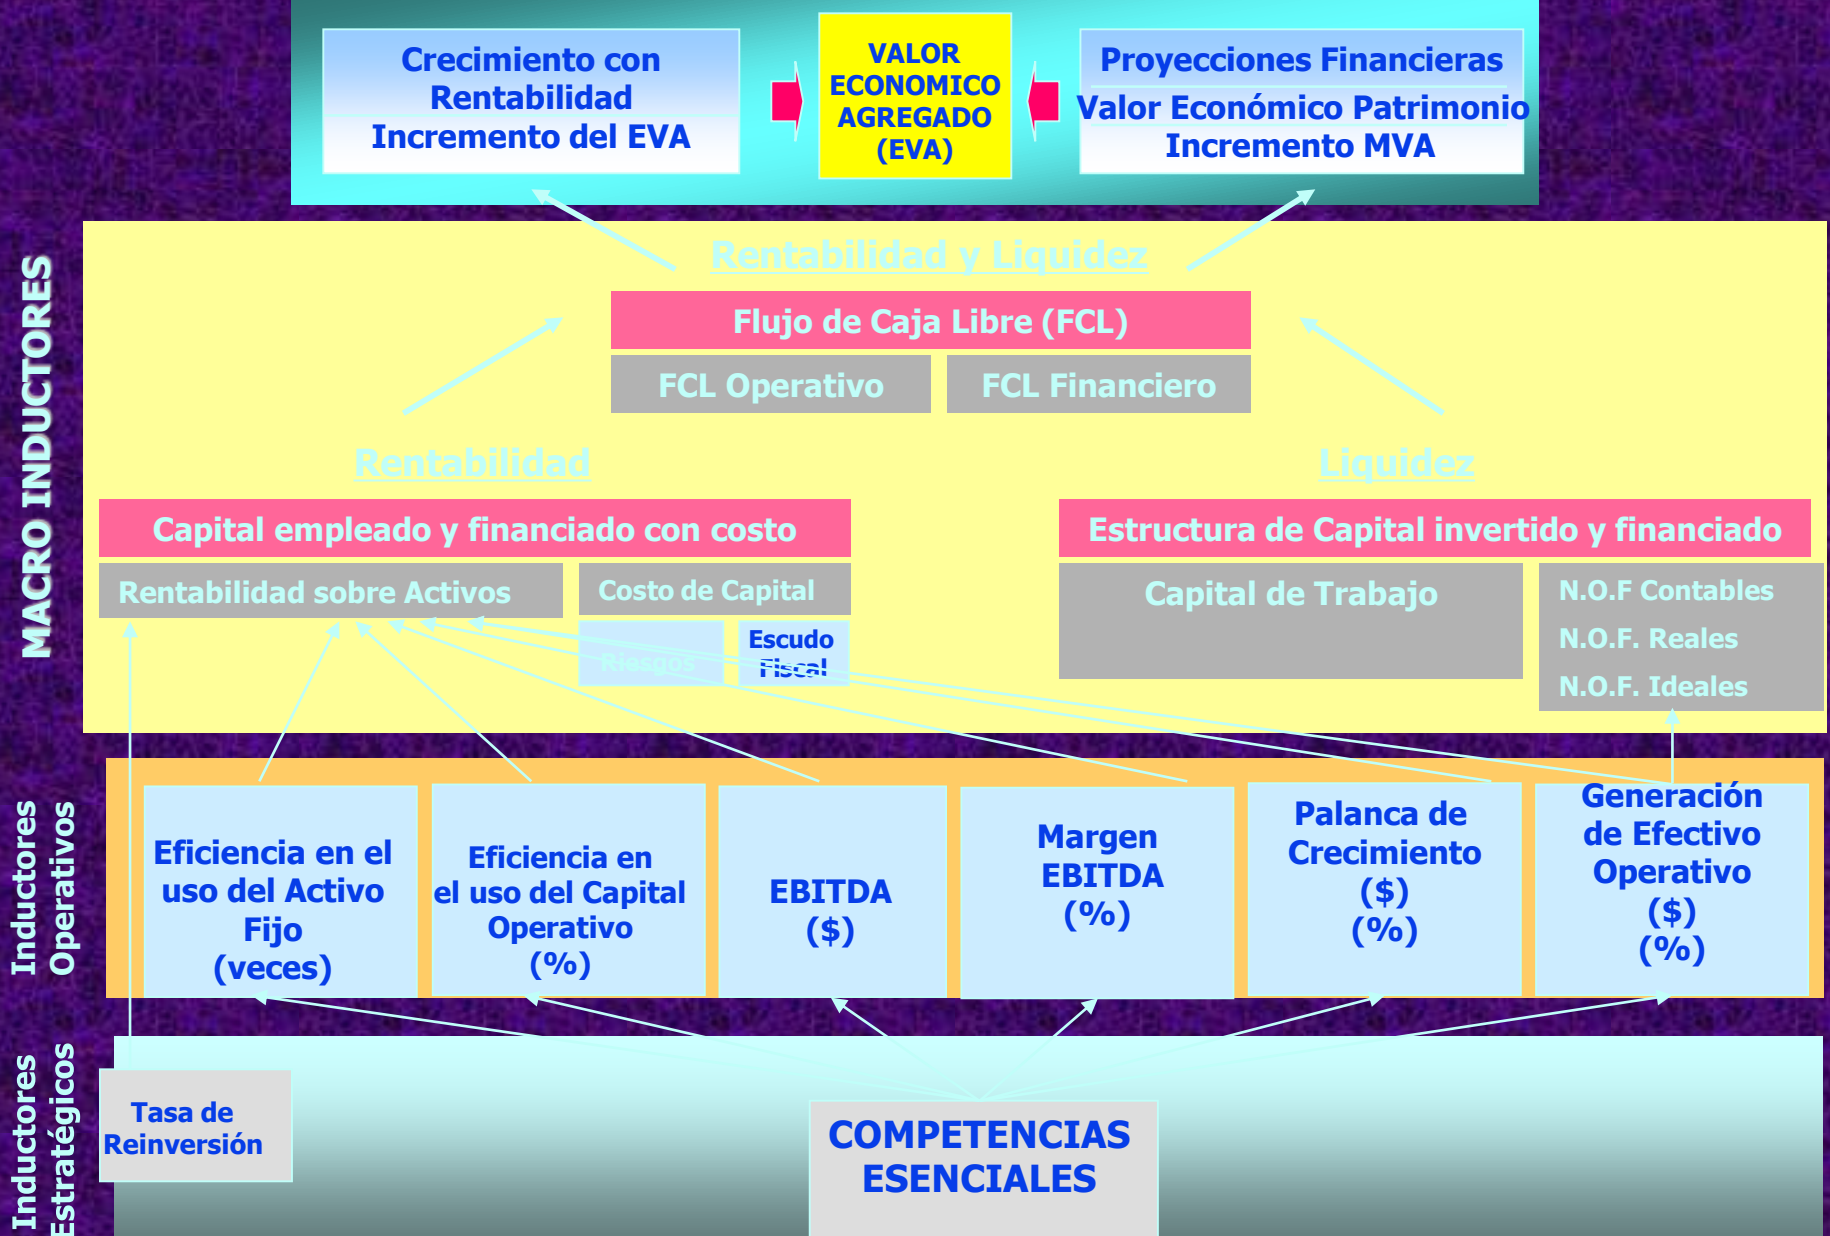 Crecimiento con
Rentabilidad
Incremento del EVA
VALOR
ECONOMICO
AGREGADO
(EVA)
Proyecciones Financieras
Valor Económico Patrimonio
Incremento MVA
MACRO INDUCTORES
Rentabilidad y Liquidez
Flujo de Caja Libre (FCL)
FCL Operativo
FCL Financiero
Rentabilidad
Capital empleado y financiado con costo
Rentabilidad sobre Activos
Costo de Capital
Riesgos
Escudo
Fiscal
Liquidez
Estructura de Capital invertido y financiado
Capital de Trabajo
N.O.F Contables
N.O.F. Reales
N.O.F. Ideales
Inductores
Operativos
Eficiencia en el
uso del Activo
Fijo
(veces)
Eficiencia en
el uso del Capital
Operativo
(%)
EBITDA
($)
Margen
EBITDA
(%)
Palanca de
Crecimiento
($)
(%)
Generación
de Efectivo
Operativo
($)
(%)
Inductores
Estratégicos
Tasa de
Reinversión
COMPETENCIAS
ESENCIALES